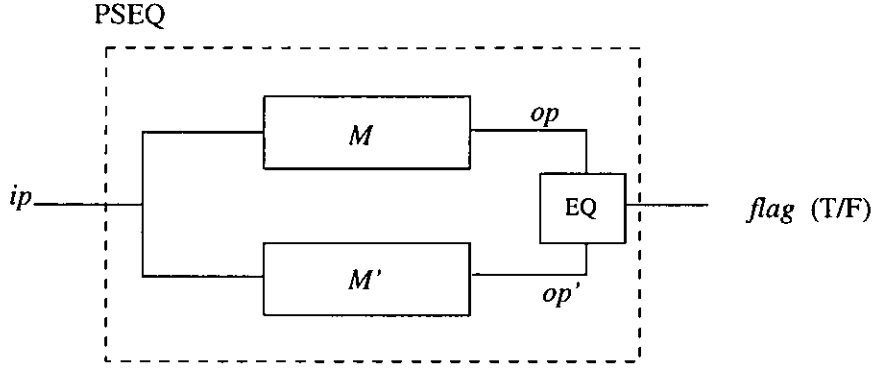 PSEQ
M
op
ip
EQ
flag (T/F)
M'
op'